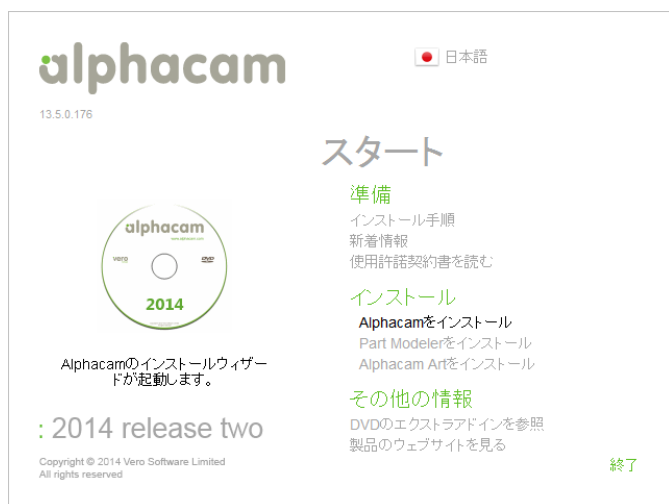 alphacam
日本語
13.5.0.176
スタート
準備
インストール手順
新着情報
使用許諾契約書を読む
alphacam
www.alphacam.com
vero
DVD
2014
インストール
Alphacamをインストール
Part Modelerをインストール
Alphacam Artをインストール
Alphacamのインストールウィザー
ドが起動します。
その他の情報
DVDのエクストラアドインを参照
製品のウェブサイトを見る
: 2014 release two
Copyright © 2014 Vero Software Limited
All rights reserved
終了